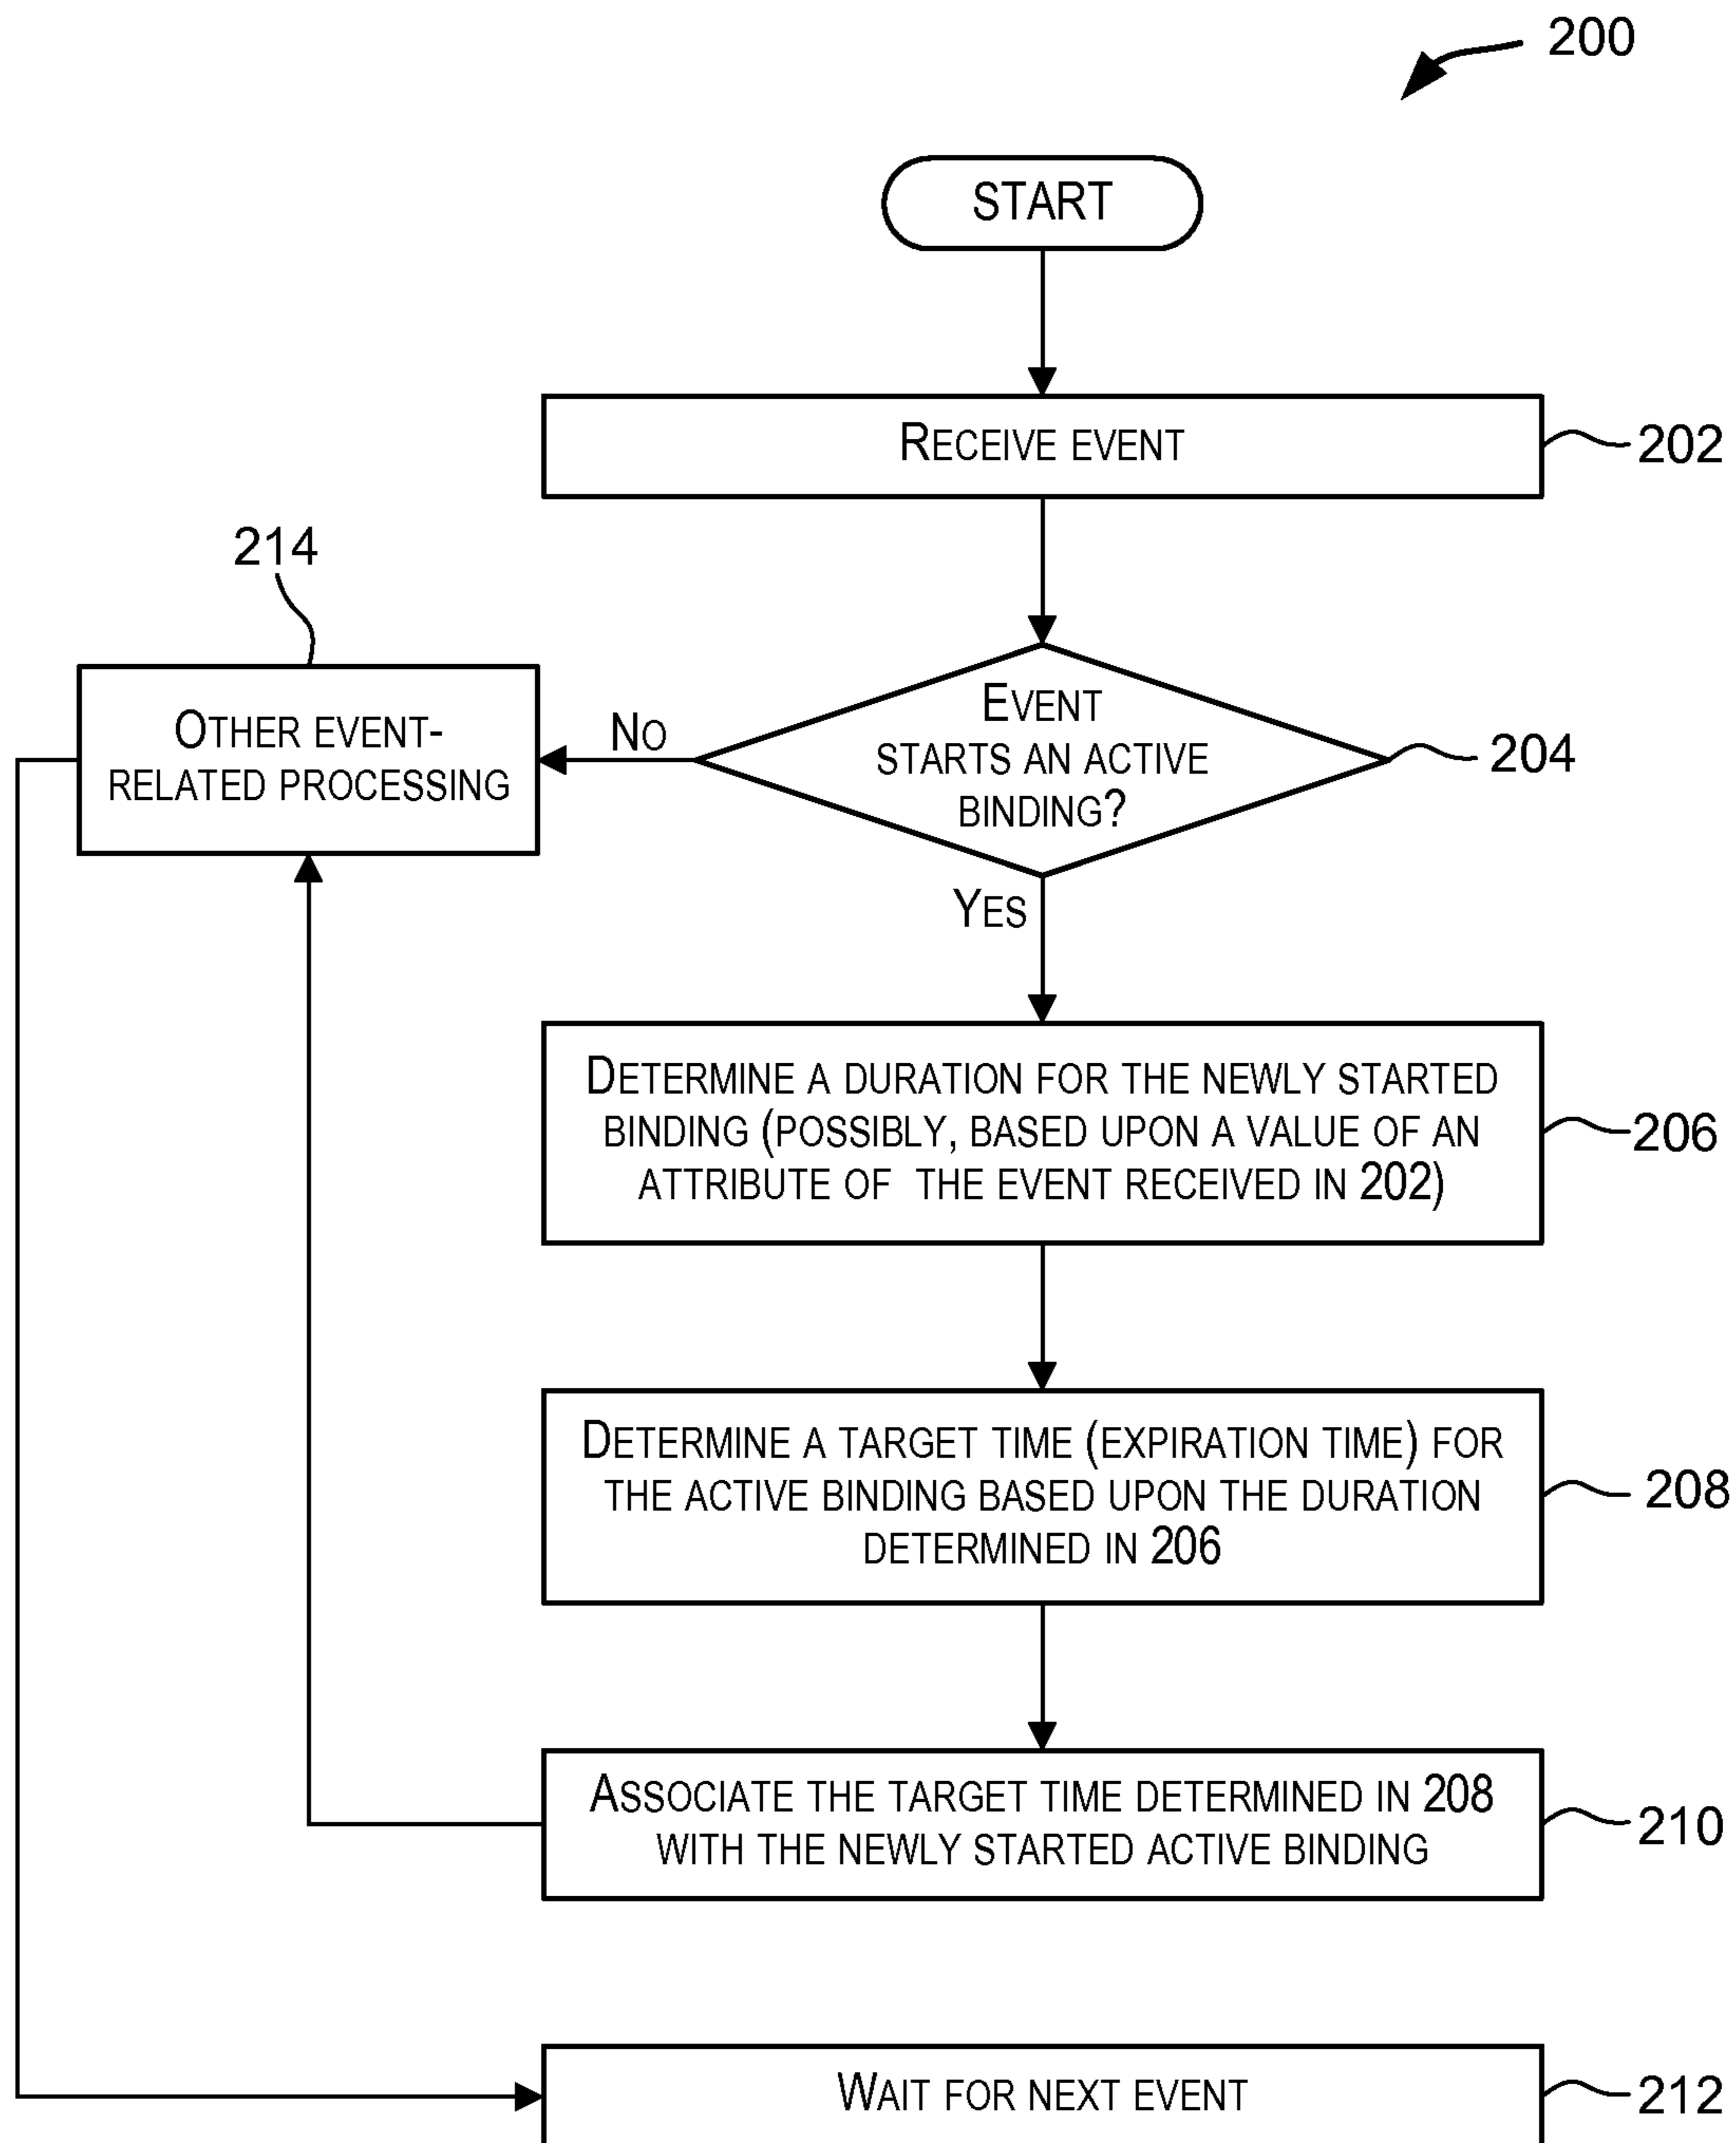 200
START
RECEIVE EVENT
202
214
OTHER EVENT-
RELATED PROCESSING
NO
EVENT
STARTS AN ACTIVE
BINDING?
204
YES
DETERMINE A DURATION FOR THE NEWLY STARTED
BINDING (POSSIBLY, BASED UPON A VALUE OF AN
ATTRIBUTE OF THE EVENT RECEIVED IN 202)
206
DETERMINE A TARGET TIME (EXPIRATION TIME) FOR
THE ACTIVE BINDING BASED UPON THE DURATION
DETERMINED IN 206
208
ASSOCIATE THE TARGET TIME DETERMINED IN 208
WITH THE NEWLY STARTED ACTIVE BINDING
210
WAIT FOR NEXT EVENT
212